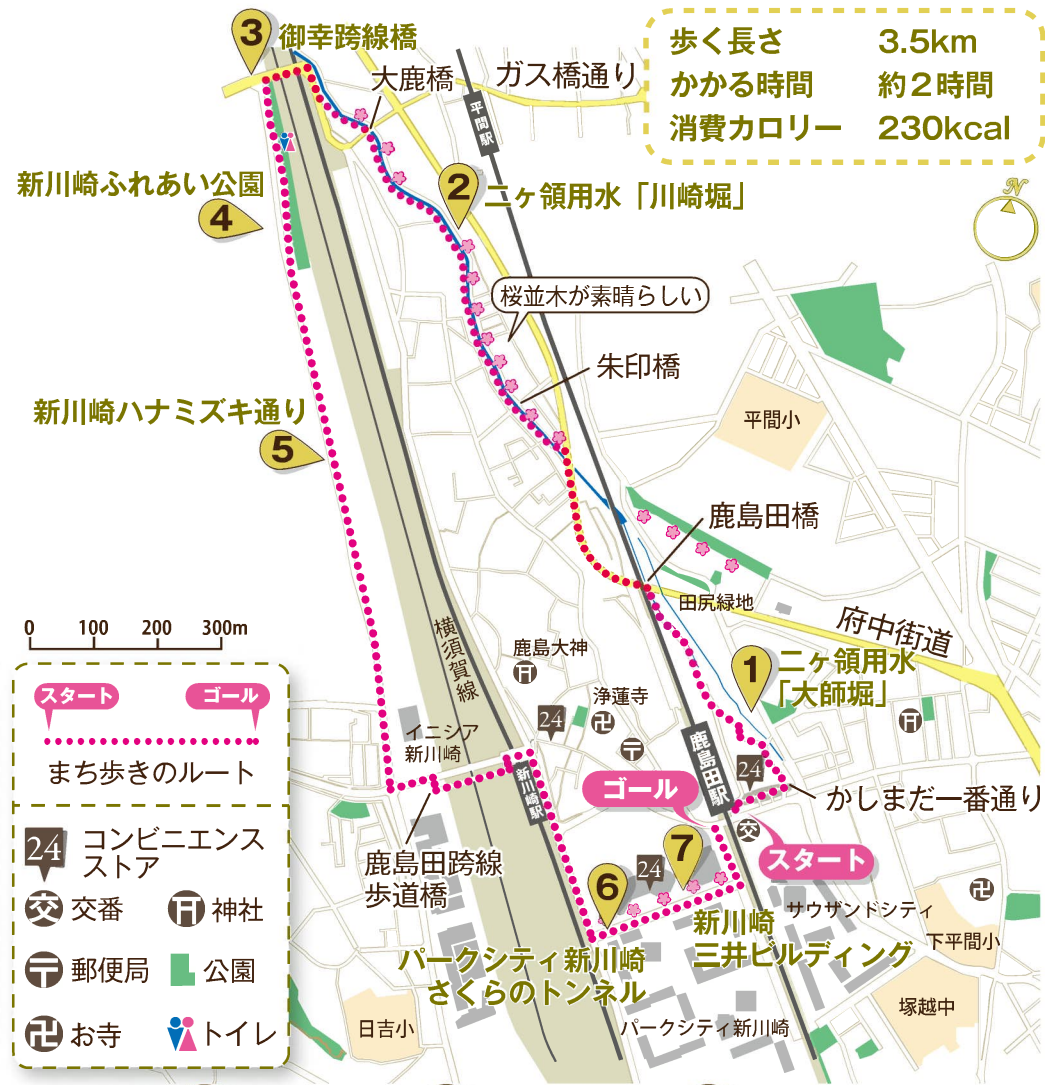 3
御幸跨線橋
大鹿橋
ガス橋通り
歩く長さ 3.5km
かかる時間 約2時間
消費カロリー 230kcal
平間駅
N
新川崎ふれあい公園
4
2
二ヶ領用水「川崎堀」
桜並木が素晴らしい
朱印橋
平間小
新川崎ハナミズキ通り
5
鹿島田橋
田尻緑地
府中街道
横須賀線
鹿島大神
浄蓮寺
24
卍
〒
1
二ヶ領用水
「大師堀」
鹿島田駅
24
かしまだ一番通り
イニシア
新川崎
新川崎駅
鹿島田跨線
歩道橋
ゴール
交
スタート
7
24
6
卍
サウザンドシティ
下平間小
新川崎
三井ビルディング
パークシティ新川崎
さくらのトンネル
パークシティ新川崎
塚越中
日吉小
0 100 200 300m
スタート ゴール
まち歩きのルート
24 コンビニエンス
ストア
交 交番 神社
〒 郵便局 公園
卍 お寺 トイレ